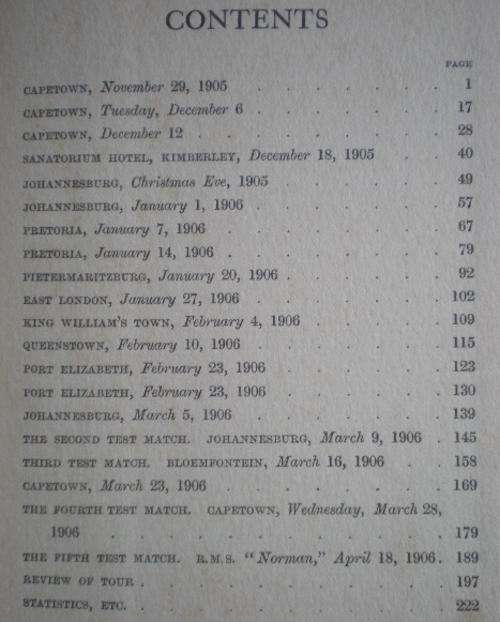 CONTENTS
PAGE
CAPETOWN, November 29, 1905 . . . . . . 1
CAPETOWN, Tuesday, December 6 . . . . . . 17
CAPETOWN, December 12 . . . . . . . 28
SANATORIUM HOTEL, KIMBERLEY, December 18, 1905 . . 40
JOHANNESBURG, Christmas Eve, 1905 . . . . . 49
JOHANNESBURG, January 1, 1906 . . . . . . 57
PRETORIA, January 7, 1906 . . . . . . 67
PRETORIA, January 14, 1906 . . . . . . . 79
PIETERMARITZBURG, January 20, 1906 . . . . . 92
EAST LONDON, January 27, 1906 . . . . . . 102
KING WILLIAM'S TOWN, February 4, 1906 . . . . 109
QUEENSTOWN, February 10, 1906 . . . . . . 115
PORT ELIZABETH, February 23, 1906 . . . . . 123
PORT ELIZABETH, February 23, 1906 . . . . . 130
JOHANNESBURG, March 5, 1906 . . . . . . 139
THE SECOND TEST MATCH. JOHANNESBURG, March 9, 1906 . 145
THIRD TEST MATCH. BLOEMFONTEIN, March 16, 1906 . . 158
CAPETOWN, March 23, 1906 . . . . . . . 169
THE FOURTH TEST MATCH. CAPETOWN, Wednesday, March 28,
1906 . . . . . . . . . . 179
THE FIFTH TEST MATCH. R.M.S. "Norman," April 18, 1906 . 189
REVIEW OF TOUR . . . . . . . . . 197
STATISTICS, ETC. . . . . . . . . . 222